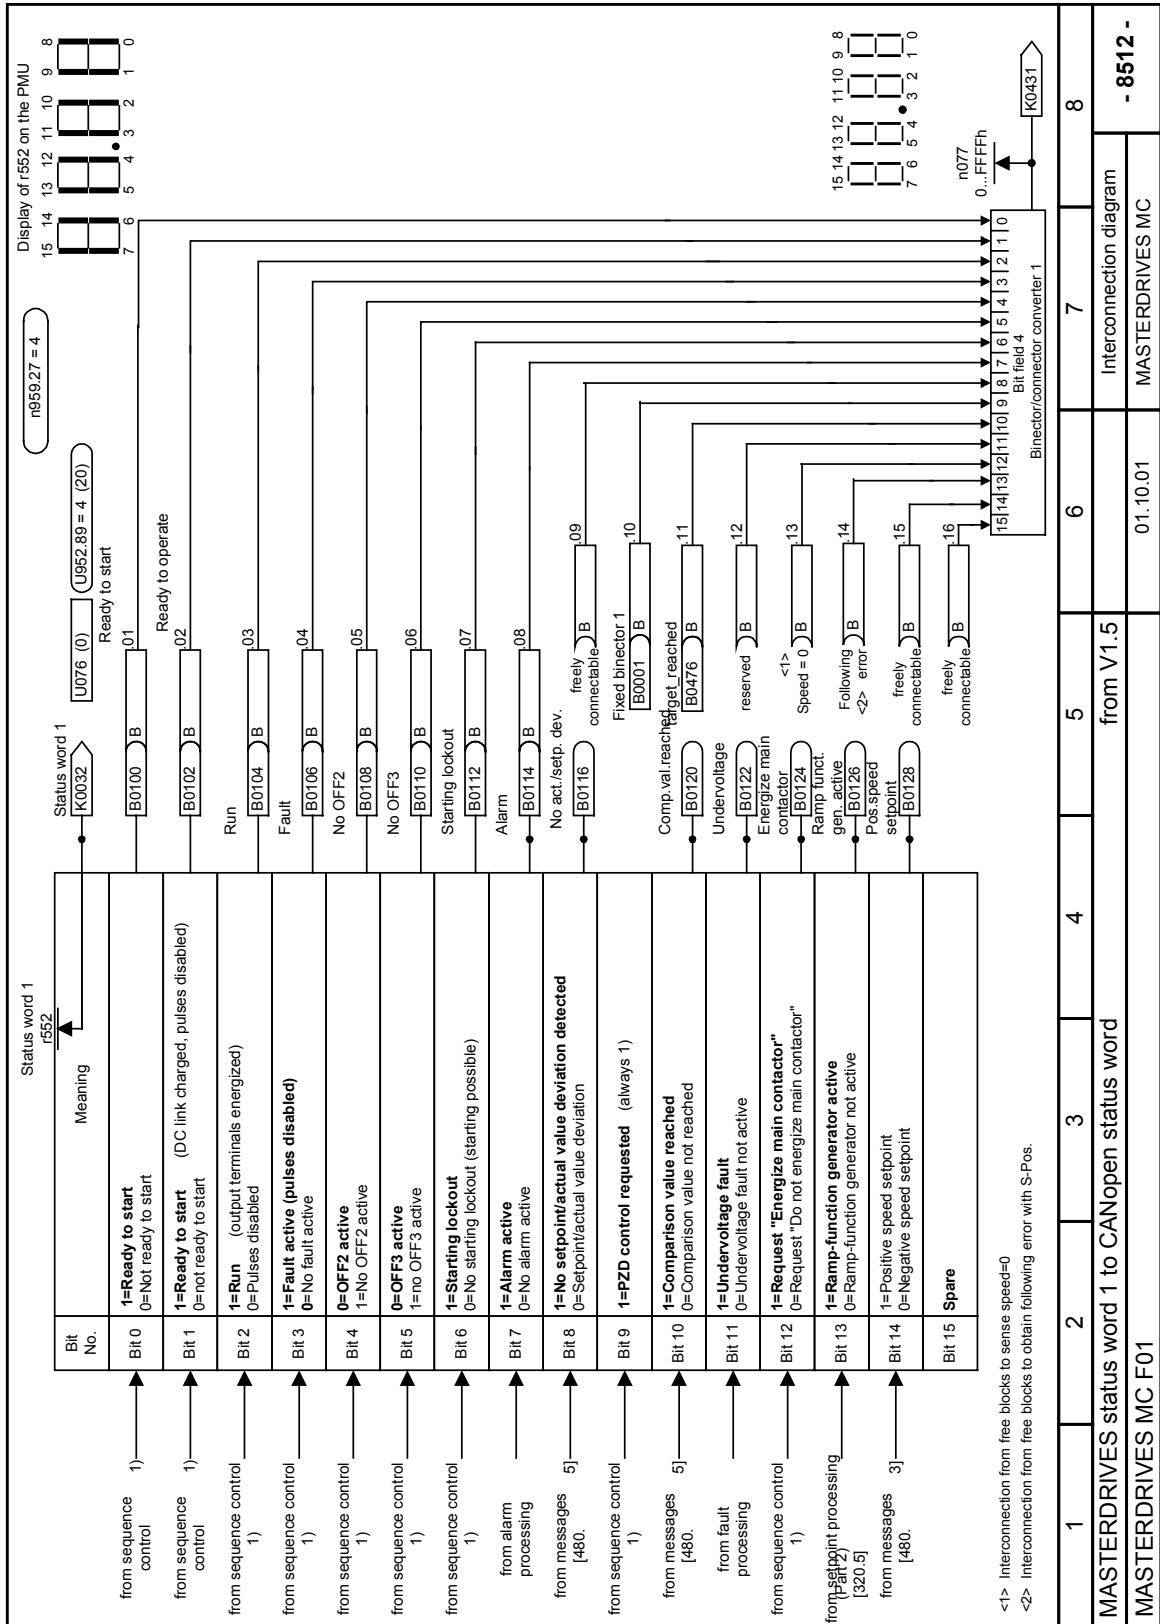 Status word 1
r552
Status word 1
K0032
U076 (0)
U952.89 = 4 (20)
n959.27 = 4
Display of r552 on the PMU
15 14 13 12 11 10 9 8
7 6 5 4 3 2 1 0
Bit No.
Meaning
from sequence control 1)
Bit 0
1=Ready to start
0=Not ready to start
B0100
B
.01
Ready to start
from sequence control 1)
Bit 1
1=Ready to start (DC link charged, pulses disabled)
0=not ready to start
B0102
B
.02
Ready to operate
from sequence control 1)
Bit 2
1=Run (output terminals energized)
0=Pulses disabled
Run
B0104
B
.03
from sequence control 1)
Bit 3
1=Fault active (pulses disabled)
0=No fault active
Fault
B0106
B
.04
from sequence control 1)
Bit 4
0=OFF2 active
1=No OFF2 active
No OFF2
B0108
B
.05
from sequence control 1)
Bit 5
0=OFF3 active
1=no OFF3 active
No OFF3
B0110
B
.06
from sequence control 1)
Bit 6
1=Starting lockout
0=No starting lockout (starting possible)
Starting lockout
B0112
B
.07
from alarm processing
Bit 7
1=Alarm active
0=No alarm active
Alarm
B0114
B
.08
from messages [480. 5]
Bit 8
1=No setpoint/actual value deviation detected
0=Setpoint/actual value deviation
No act./setp. dev.
B0116
freely connectable
B
.09
from sequence control 1)
Bit 9
1=PZD control requested (always 1)
Fixed binector 1
B0001
B
.10
from messages [480. 5]
Bit 10
1=Comparison value reached
0=Comparison value not reached
Comp.val.reached
B0120
target_reached
B0476
B
.11
from fault processing
Bit 11
1=Undervoltage fault
0=Undervoltage fault not active
Undervoltage
B0122
reserved
B
.12
from sequence control 1)
Bit 12
1=Request "Energize main contactor"
0=Request "Do not energize main contactor"
Energize main contactor
B0124
<1>
Speed = 0
B
.13
from setpoint processing (Part 2) [320.5]
Bit 13
1=Ramp-function generator active
0=Ramp-function generator not active
Ramp funct. gen. active
B0126
Following
<2> error
B
.14
from messages [480. 3]
Bit 14
1=Positive speed setpoint
0=Negative speed setpoint
Pos.speed setpoint
B0128
freely connectable
B
.15
Bit 15
Spare
freely connectable
B
.16
15 14 13 12 11 10 9 8 7 6 5 4 3 2 1 0
Bit field 4
Binector/connector converter 1
n077
0...FFFFh
K0431
15 14 13 12 11 10 9 8
7 6 5 4 3 2 1 0
<1> Interconnection from free blocks to sense speed=0
<2> Interconnection from free blocks to obtain following error with S-Pos.
1 2 3 4 5 6 7 8
MASTERDRIVES status word 1 to CANopen status word
from V1.5
Interconnection diagram
- 8512 -
MASTERDRIVES MC F01
01.10.01
MASTERDRIVES MC